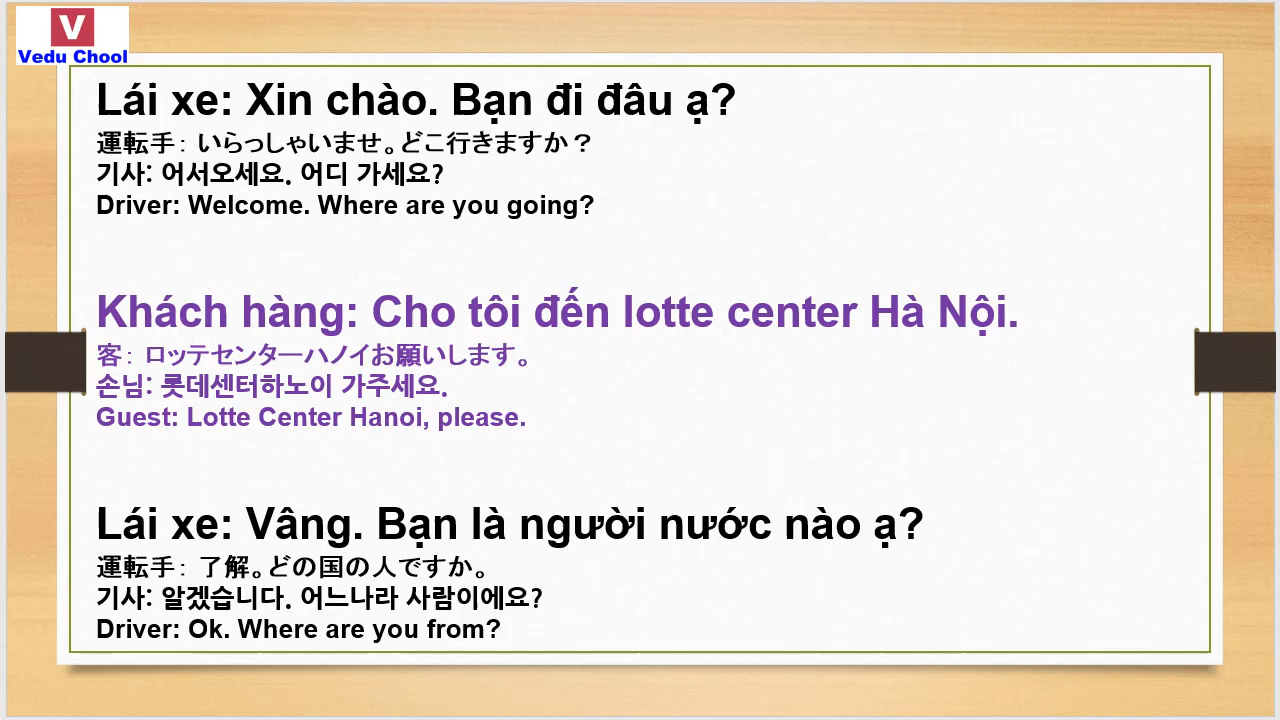 V
Vedu Chool
Lái xe: Xin chào. Bạn đi đâu ạ?
運転手： いらっしゃいませ。どこ行きますか？
기사: 어서오세요. 어디 가세요?
Driver: Welcome. Where are you going?
Khách hàng: Cho tôi đến lotte center Hà Nội.
客： ロッテセンターハノイお願いします。
손님: 롯데센터하노이 가주세요.
Guest: Lotte Center Hanoi, please.
Lái xe: Vâng. Bạn là người nước nào ạ?
運転手： 了解。どの国の人ですか。
기사: 알겠습니다. 어느나라 사람이에요?
Driver: Ok. Where are you from?